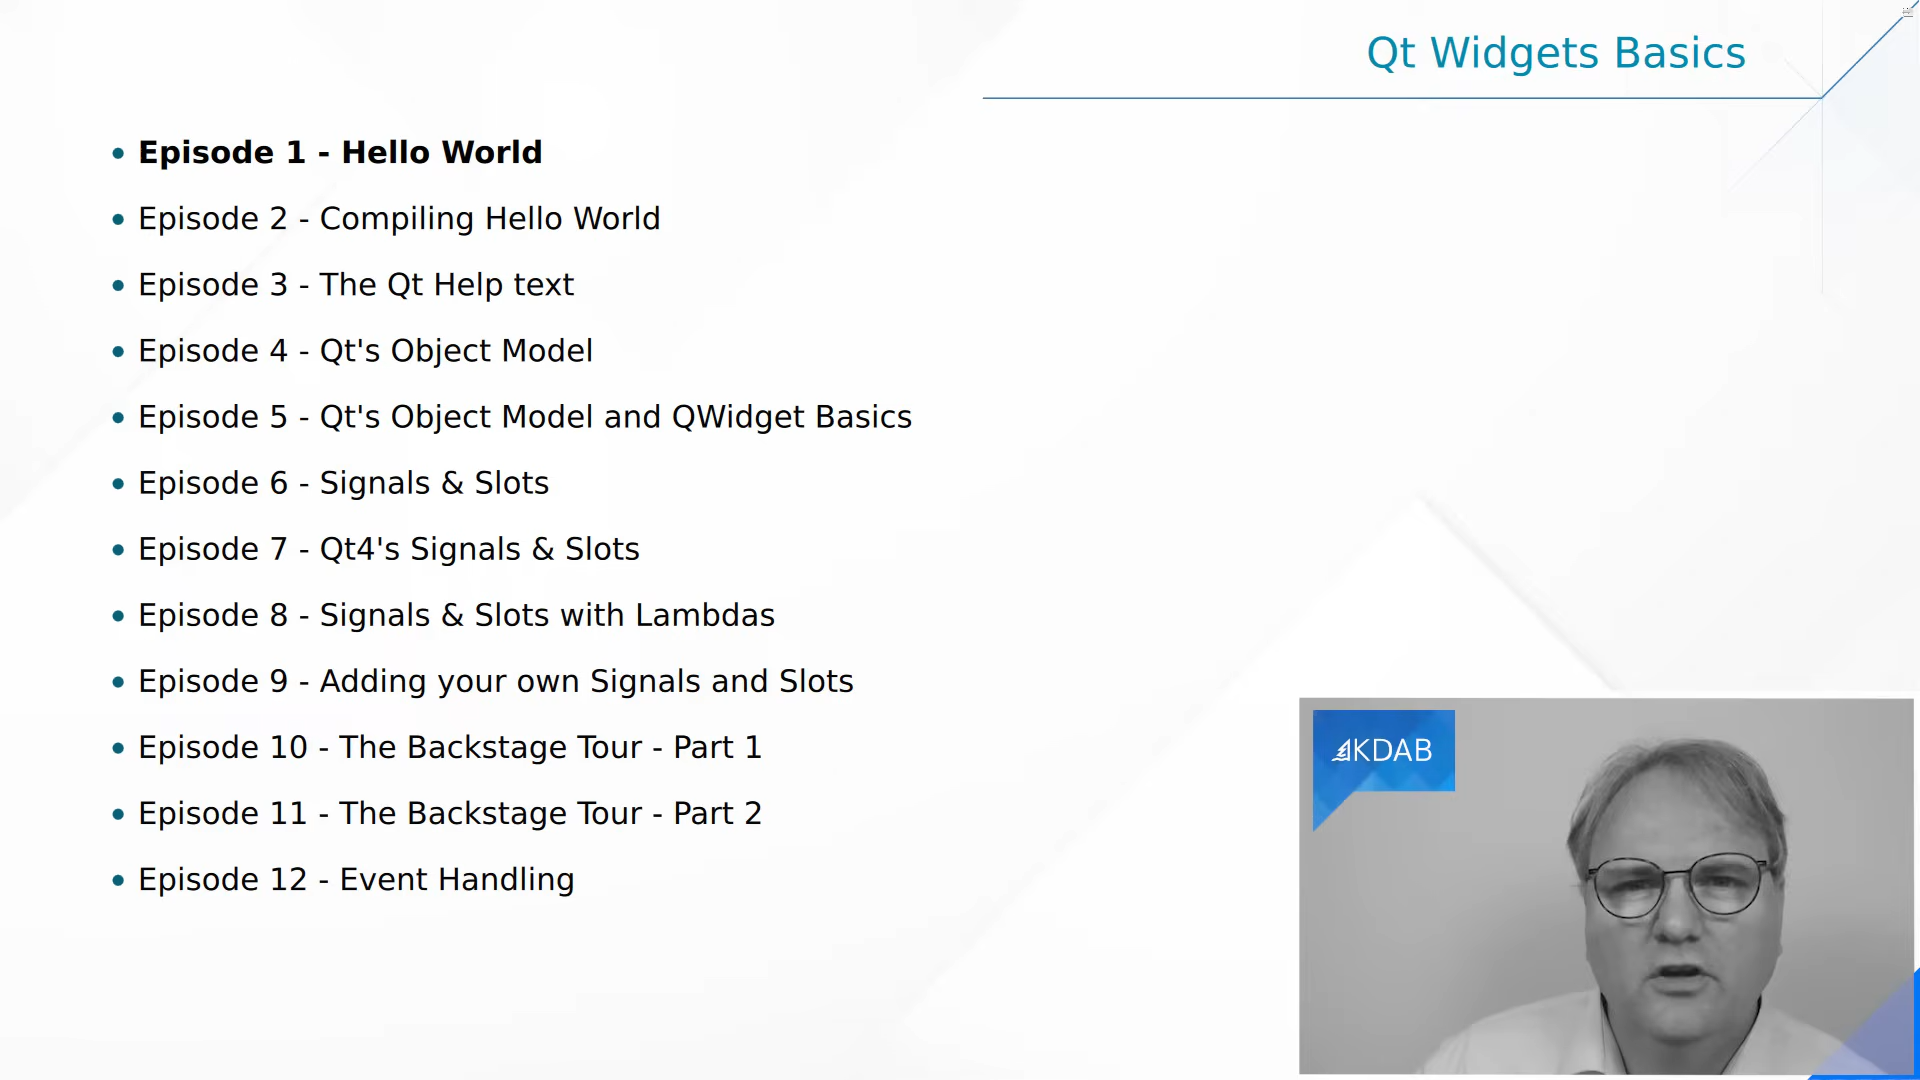 Qt Widgets Basics
Episode 1 - Hello World
Episode 2 - Compiling Hello World
Episode 3 - The Qt Help text
Episode 4 - Qt's Object Model
Episode 5 - Qt's Object Model and QWidget Basics
Episode 6 - Signals & Slots
Episode 7 - Qt4's Signals & Slots
Episode 8 - Signals & Slots with Lambdas
Episode 9 - Adding your own Signals and Slots
Episode 10 - The Backstage Tour - Part 1
Episode 11 - The Backstage Tour - Part 2
Episode 12 - Event Handling
KDAB